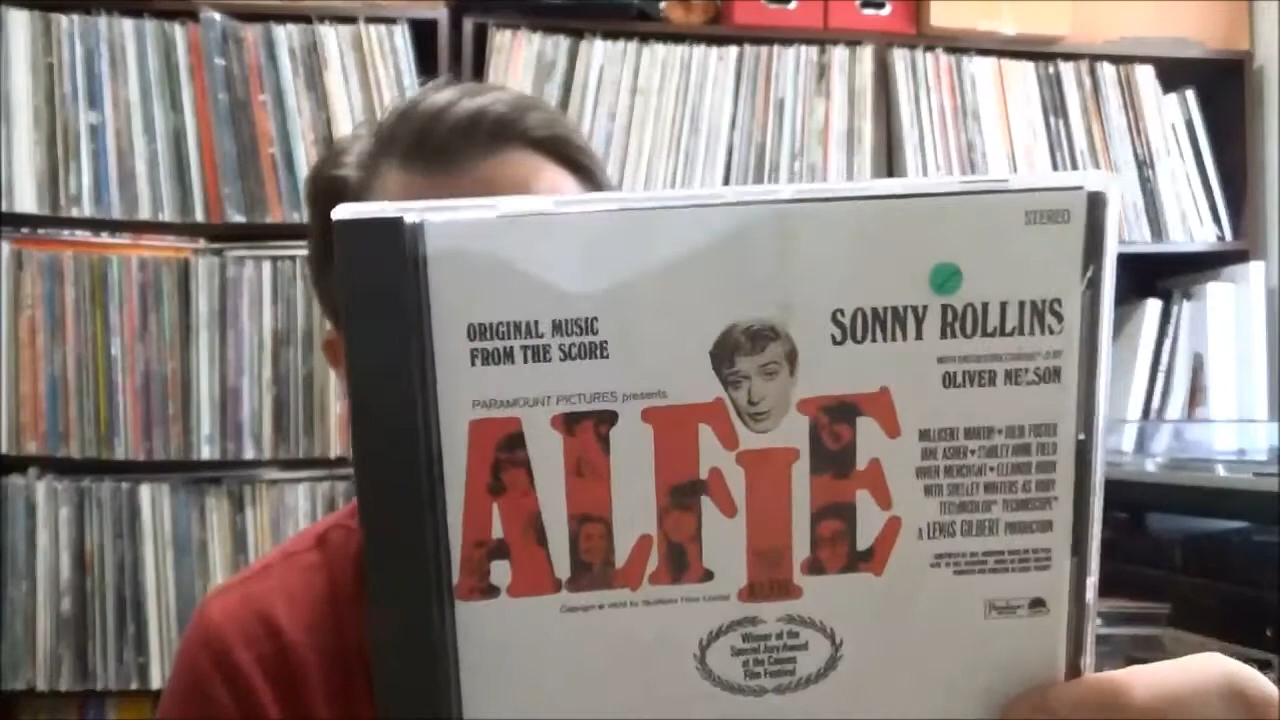 STEREO
ORIGINAL MUSIC
FROM THE SCORE
SONNY ROLLINS
OLIVER NELSON
PARAMOUNT PICTURES presents
ALFIE
MILLICENT MARTIN ♥ JULIA FOSTER
JANE ASHER ♥ SHIRLEY ANNE FIELD
VIVIEN MERCHANT ♥ ELEANOR BRON
WITH SHELLEY WINTERS AS RUBY
TECHNICOLOR TECHNISCOPE
A LEWIS GILBERT PRODUCTION
Winner of the
Special Jury Award
at the Cannes
Film Festival